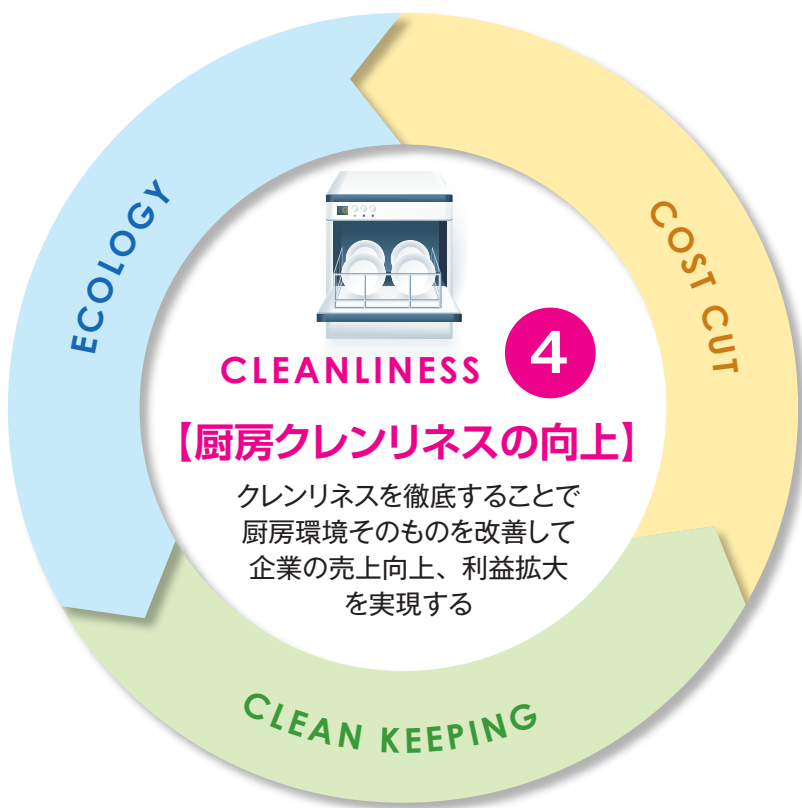 ECOLOGY
COST CUT
CLEANLINESS
4
【厨房クレンリネスの向上】
クレンリネスを徹底することで
厨房環境そのものを改善して
企業の売上向上、利益拡大
を実現する
CLEAN KEEPING